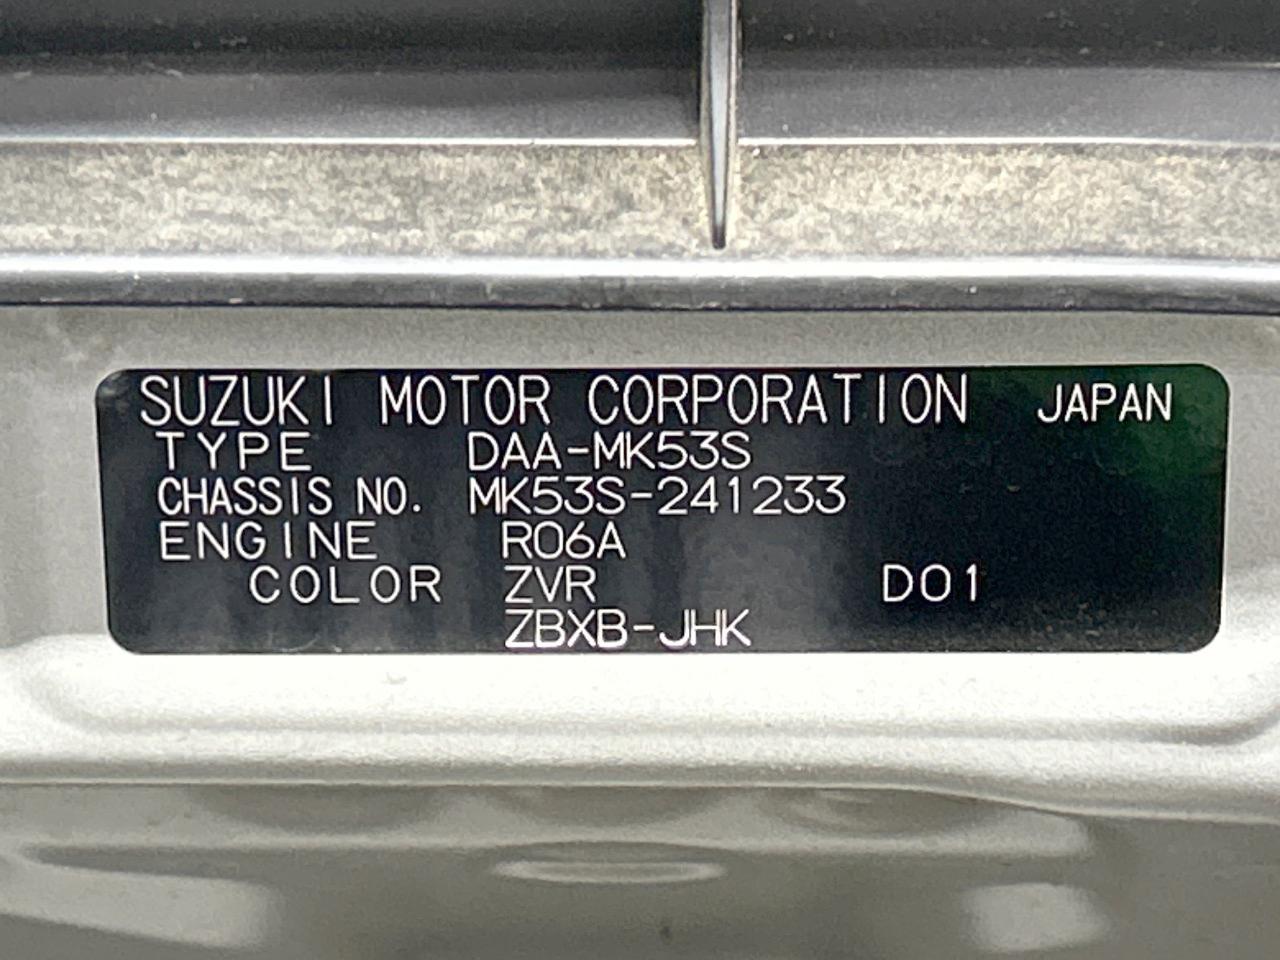 SUZUKI MOTOR CORPORATION JAPAN
TYPE DAA-MK53S
CHASSIS NO. MK53S-241233
ENGINE R06A
COLOR ZVR D01
ZBXB-JHK